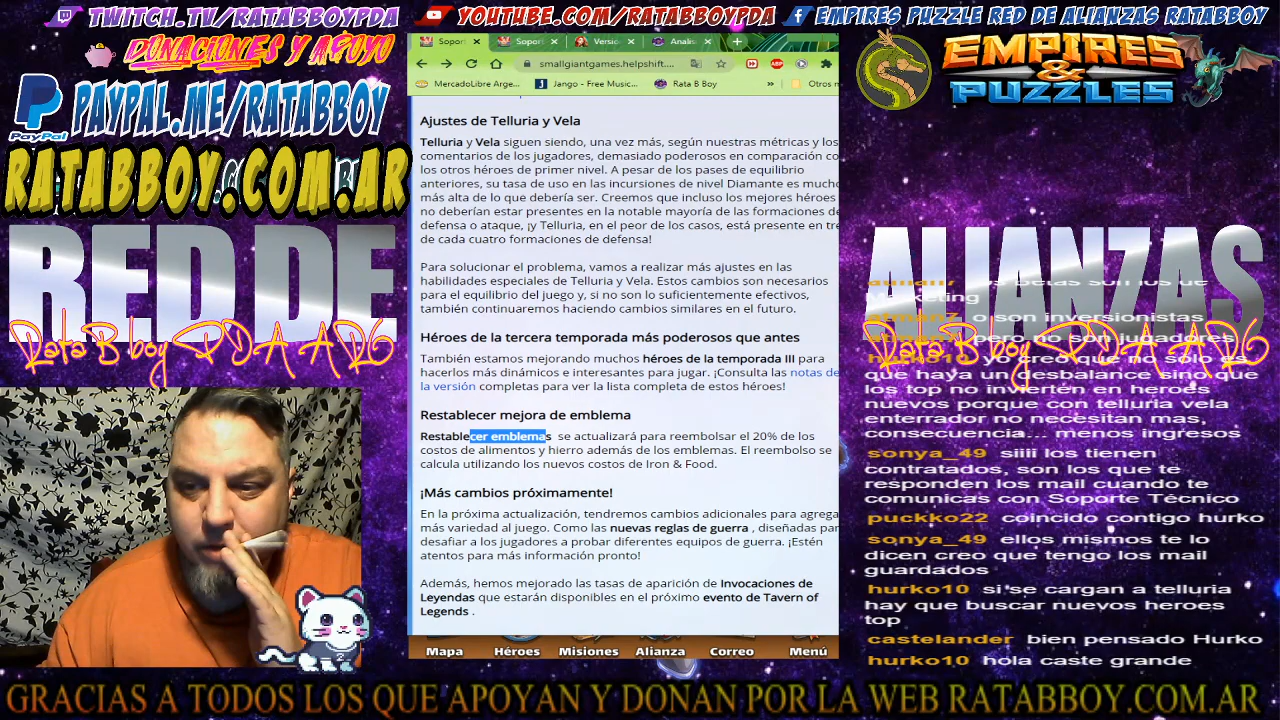 TWITCH.TV/RATABBOYPDA
YOUTUBE.COM/RATABBOYPDA
EMPIRES PUZZLE RED DE ALIANZAS RATABBOY
DONACIONES Y APOYO
PayPal
PAYPAL.ME/RATABBOY
RATABBOY.COM.AR
RED DE
Rata B boy PDA AR6
EMPIRES
&
PUZZLES
ALIANZAS
Rata B boy PDA AR6
Soport
Soport
Versic
Analisi
smallgiantgames.helpshift....
ABP
MercadoLibre Arge...
Jango - Free Music...
Rata B Boy
»
Otros m
Ajustes de Telluria y Vela
Telluria y Vela siguen siendo, una vez más, según nuestras métricas y los
comentarios de los jugadores, demasiado poderosos en comparación co
los otros héroes de primer nivel. A pesar de los pases de equilibrio
anteriores, su tasa de uso en las incursiones de nivel Diamante es mucho
más alta de lo que debería ser. Creemos que incluso los mejores héroes
no deberían estar presentes en la notable mayoría de las formaciones de
defensa o ataque, ¡y Telluria, en el peor de los casos, está presente en tre
de cada cuatro formaciones de defensa!
Para solucionar el problema, vamos a realizar más ajustes en las
habilidades especiales de Telluria y Vela. Estos cambios son necesarios
para el equilibrio del juego y, si no son lo suficientemente efectivos,
también continuaremos haciendo cambios similares en el futuro.
Héroes de la tercera temporada más poderosos que antes
También estamos mejorando muchos héroes de la temporada III para
hacerlos más dinámicos e interesantes para jugar. ¡Consulta las notas de
la versión completas para ver la lista completa de estos héroes!
Restablecer mejora de emblema
Restablecer emblemas se actualizará para reembolsar el 20% de los
costos de alimentos y hierro además de los emblemas. El reembolso se
calcula utilizando los nuevos costos de Iron & Food.
¡Más cambios próximamente!
En la próxima actualización, tendremos cambios adicionales para agrega
más variedad al juego. Como las nuevas reglas de guerra , diseñadas par
desafiar a los jugadores a probar diferentes equipos de guerra. ¡Estén
atentos para más información pronto!
Además, hemos mejorado las tasas de aparición de Invocaciones de
Leyendas que estarán disponibles en el próximo evento de Tavern of
Legends .
Mapa
Héroes
Misiones
Alianza
Correo
Menú
Marketing
o son inversionistas
pero no son jugadores
hurko10 yo creo que no solo es
que haya un desbalance sino que
los top no invierten en heroes
nuevos porque con telluria vela
enterrador no necesitan mas,
consecuencia... menos ingresos
sonya_49 siiii los tienen
contratados, son los que te
responden los mail cuando te
comunicas con Soporte Técnico
puckko22 coincido contigo hurko
sonya_49 ellos mismos te lo
dicen creo que tengo los mail
guardados
hurko10 si se cargan a telluria
hay que buscar nuevos heroes
top
castelander bien pensado Hurko
hurko10 hola caste grande
GRACIAS A TODOS LOS QUE APOYAN Y DONAN POR LA WEB RATABBOY.COM.AR